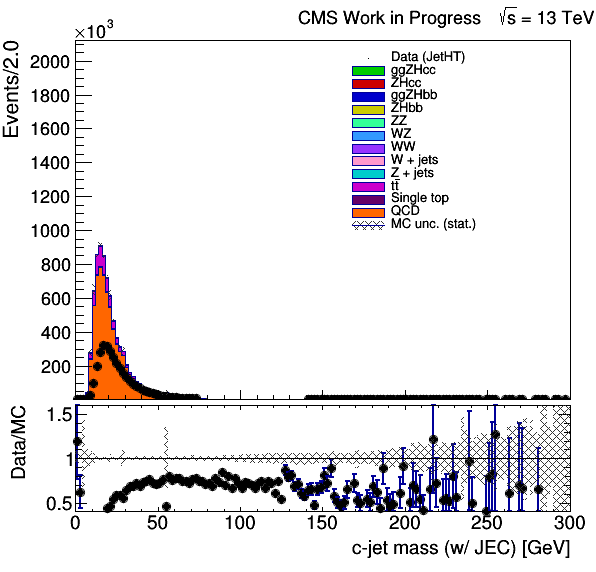 CMS Work in Progress √s = 13 TeV
×10³
Events/2.0
2000
1800
1600
1400
1200
1000
800
600
400
200
Data (JetHT)
ggZHcc
ZHcc
ggZHbb
ZHbb
ZZ
WZ
WW
W + jets
Z + jets
tt̄
Single top
QCD
MC unc. (stat.)
Data/MC
1.5
1
0.5
0 50 100 150 200 250 300
c-jet mass (w/ JEC) [GeV]